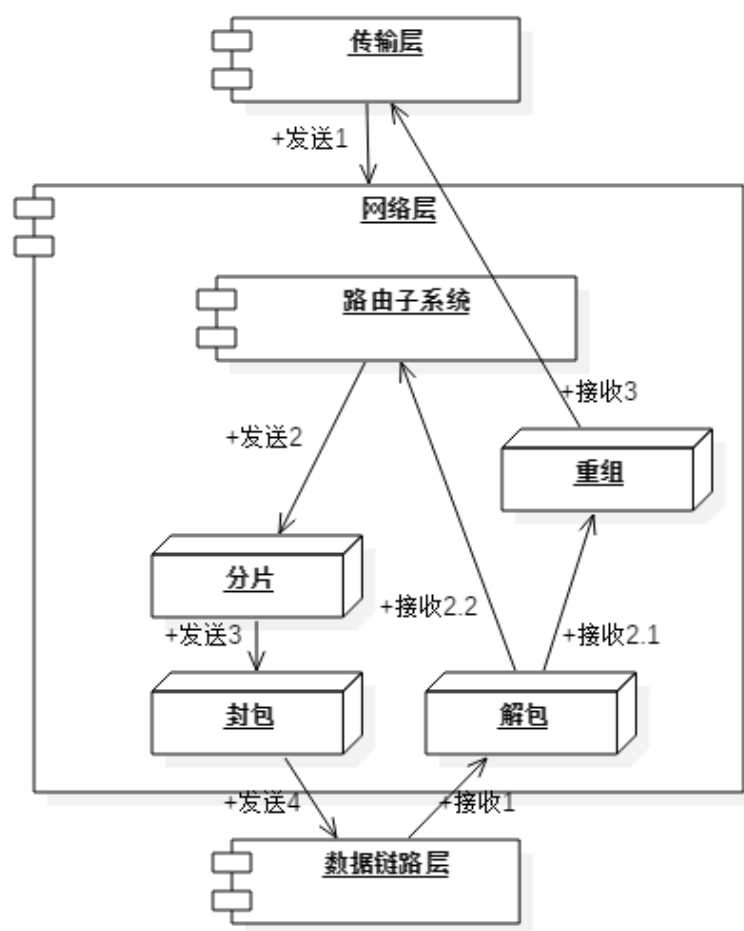 传输层
+发送1
网络层
路由子系统
+接收3
+发送2
重组
分片
+接收2.2
+发送3
+接收2.1
封包
解包
+发送4
+接收1
数据链路层